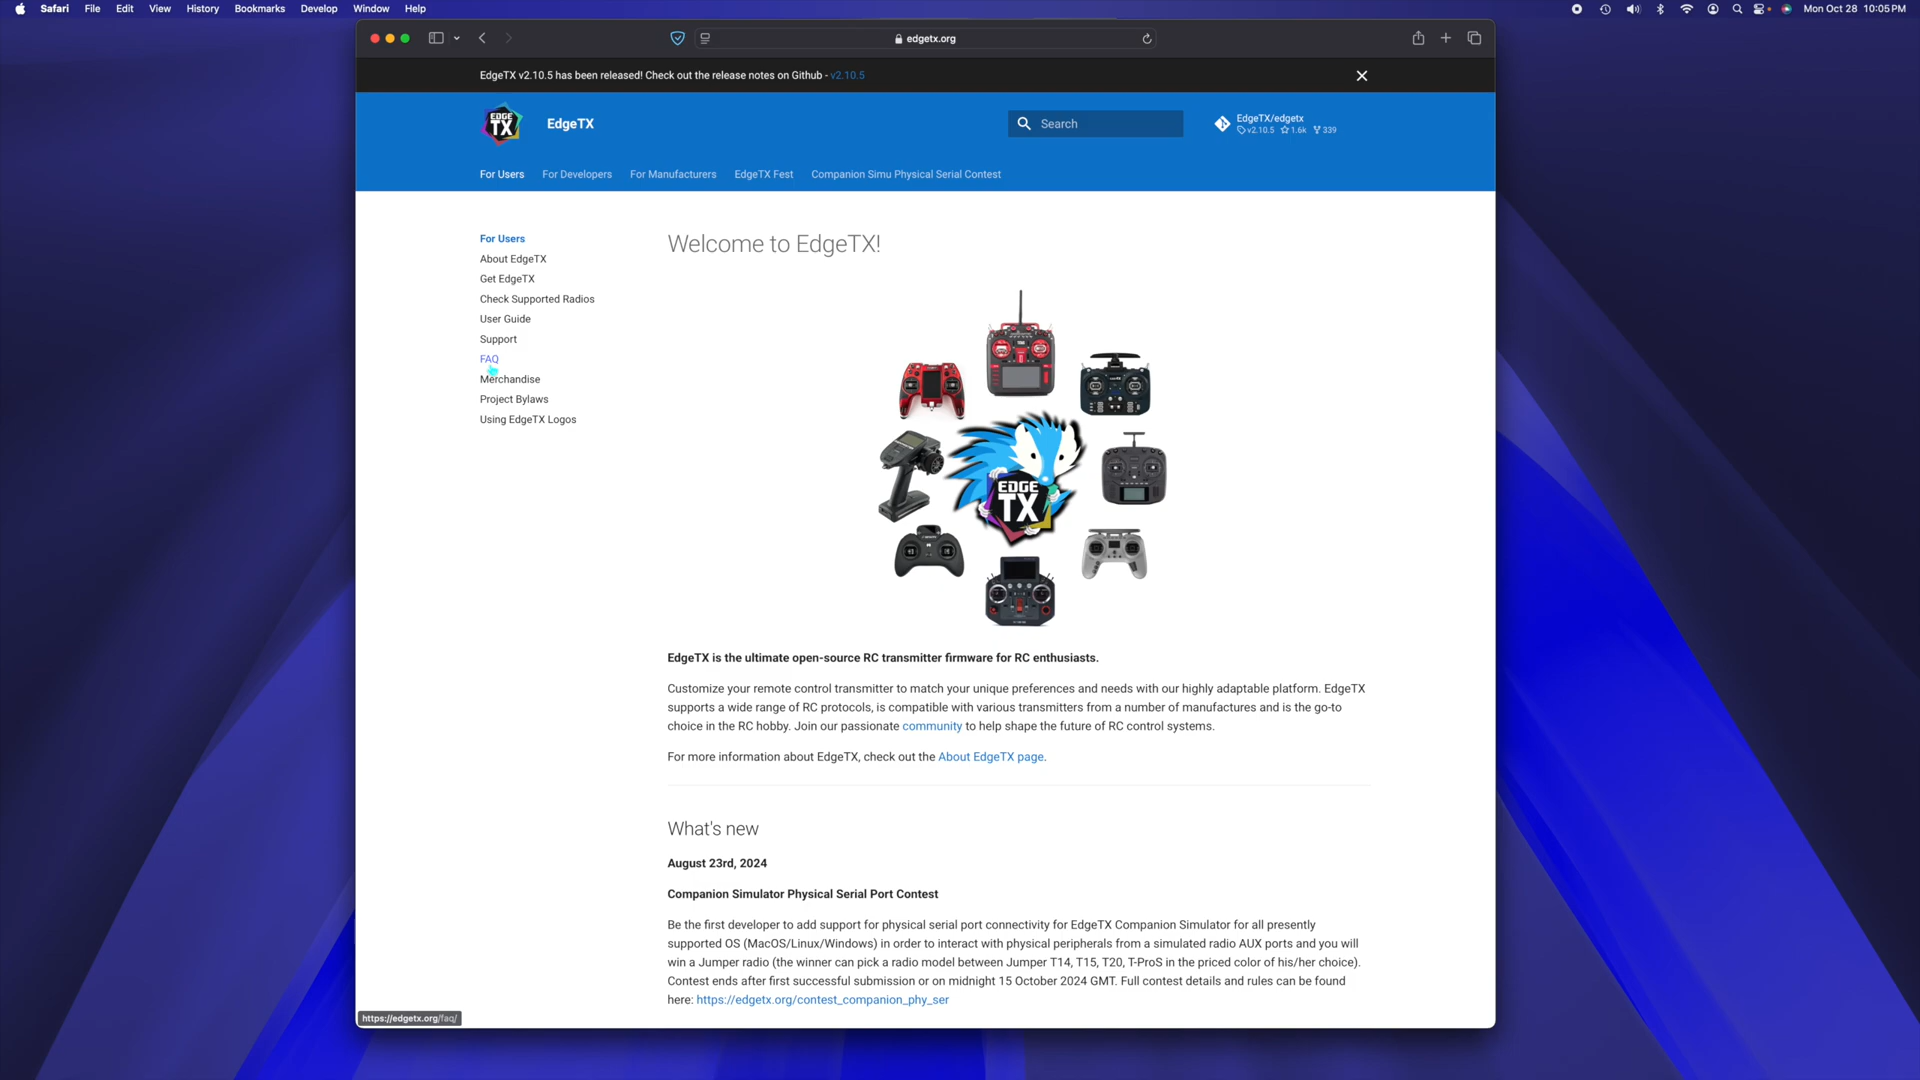 Safari File Edit View History Bookmarks Develop Window Help
Mon Oct 28 10:05 PM
edgetx.org
EdgeTX v2.10.5 has been released! Check out the release notes on Github - v2.10.5
EDGE
TX
EdgeTX
Search
EdgeTX/edgetx
v2.10.5 1.6k 339
For Users For Developers For Manufacturers EdgeTX Fest Companion Simu Physical Serial Contest
For Users
About EdgeTX
Get EdgeTX
Check Supported Radios
User Guide
Support
FAQ
Merchandise
Project Bylaws
Using EdgeTX Logos
Welcome to EdgeTX!
EDGE
TX
EdgeTX is the ultimate open-source RC transmitter firmware for RC enthusiasts.
Customize your remote control transmitter to match your unique preferences and needs with our highly adaptable platform. EdgeTX
supports a wide range of RC protocols, is compatible with various transmitters from a number of manufactures and is the go-to
choice in the RC hobby. Join our passionate community to help shape the future of RC control systems.
For more information about EdgeTX, check out the About EdgeTX page.
What's new
August 23rd, 2024
Companion Simulator Physical Serial Port Contest
Be the first developer to add support for physical serial port connectivity for EdgeTX Companion Simulator for all presently
supported OS (MacOS/Linux/Windows) in order to interact with physical peripherals from a simulated radio AUX ports and you will
win a Jumper radio (the winner can pick a radio model between Jumper T14, T15, T20, T-ProS in the priced color of his/her choice).
Contest ends after first successful submission or on midnight 15 October 2024 GMT. Full contest details and rules can be found
here: https://edgetx.org/contest_companion_phy_ser
https://edgetx.org/faq/